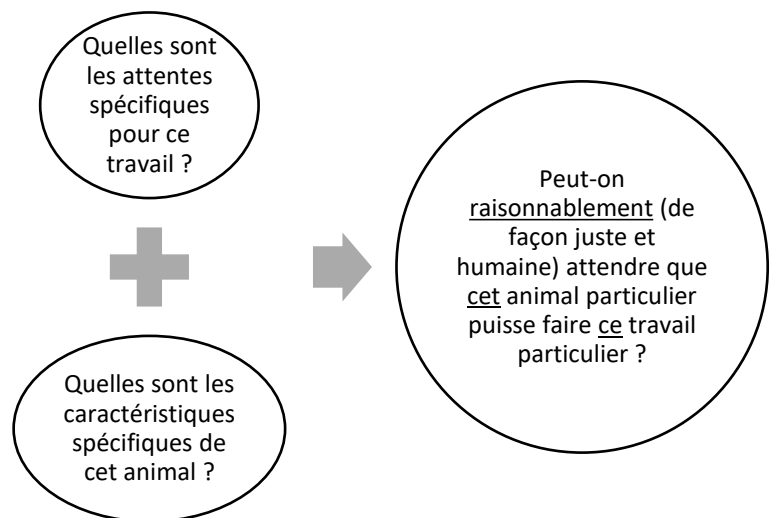 Quelles sont
les attentes
spécifiques
pour ce
travail ?
Quelles sont les
caractéristiques
spécifiques de
cet animal ?
Peut-on
raisonnablement (de
façon juste et
humaine) attendre que
cet animal particulier
puisse faire ce travail
particulier ?